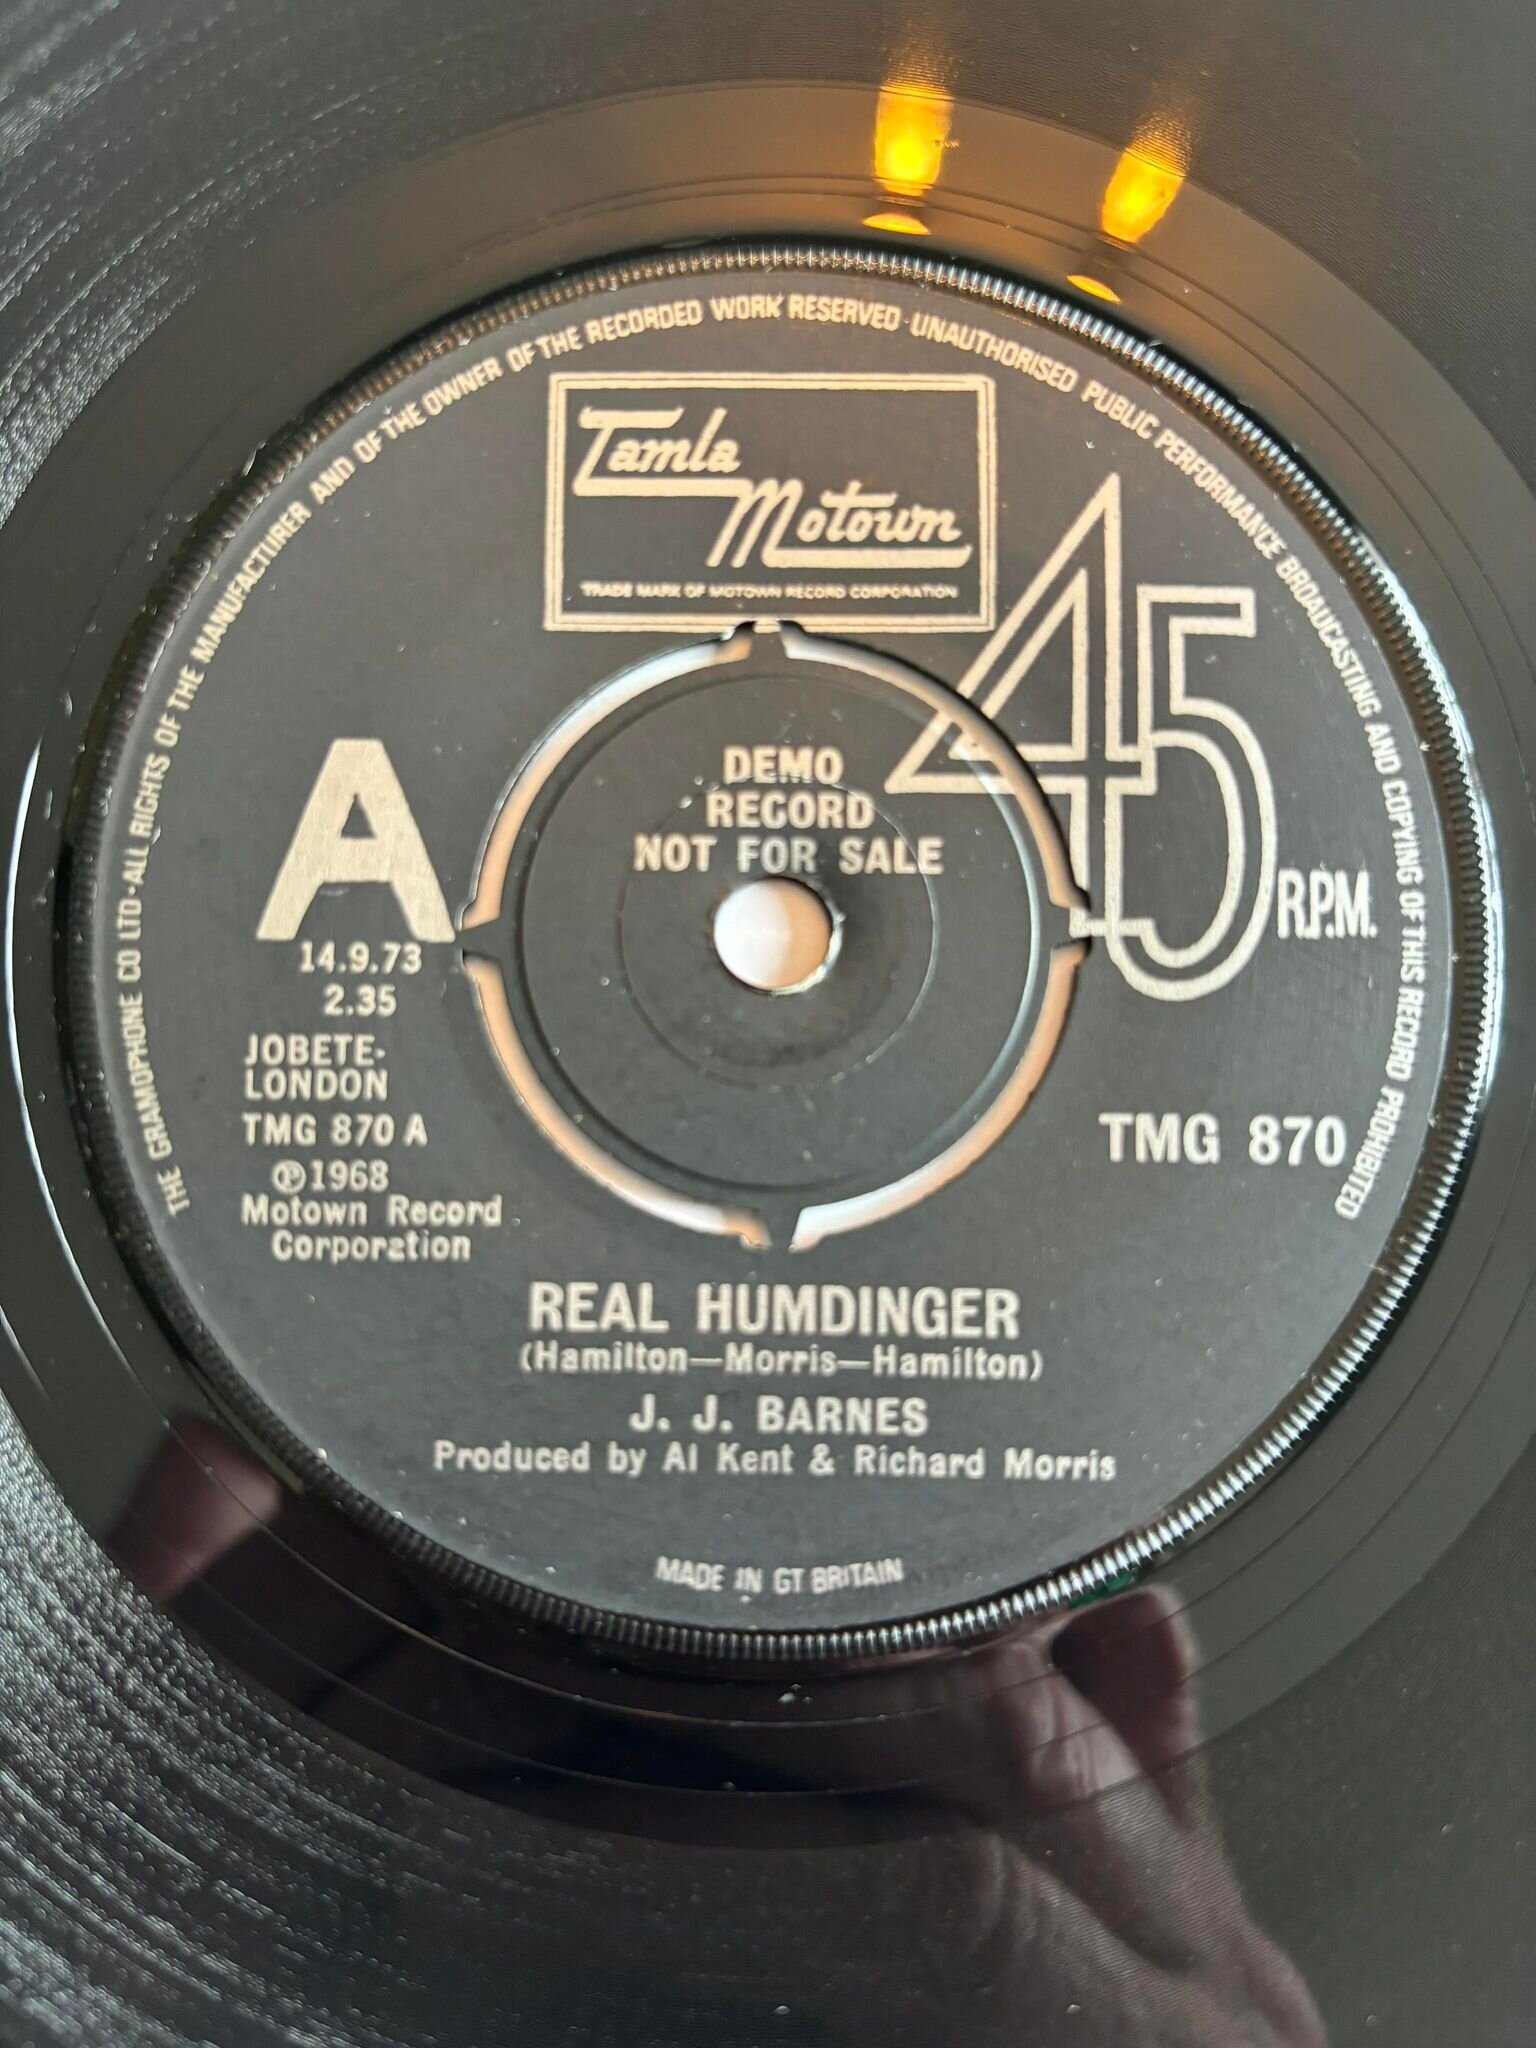 THE GRAMOPHONE CO LTD · ALL RIGHTS OF THE MANUFACTURER AND OF THE OWNER OF THE RECORDED WORK RESERVED · UNAUTHORISED PUBLIC PERFORMANCE BROADCASTING AND COPYING OF THIS RECORD PROHIBITED
Tamla
Motown
TRADE MARK OF MOTOWN RECORD CORPORATION
45
R.P.M.
DEMO
RECORD
NOT FOR SALE
A
14.9.73
2.35
JOBETE-
LONDON
TMG 870 A
℗1968
Motown Record
Corporation
TMG 870
REAL HUMDINGER
(Hamilton—Morris—Hamilton)
J. J. BARNES
Produced by Al Kent & Richard Morris
MADE IN GT BRITAIN